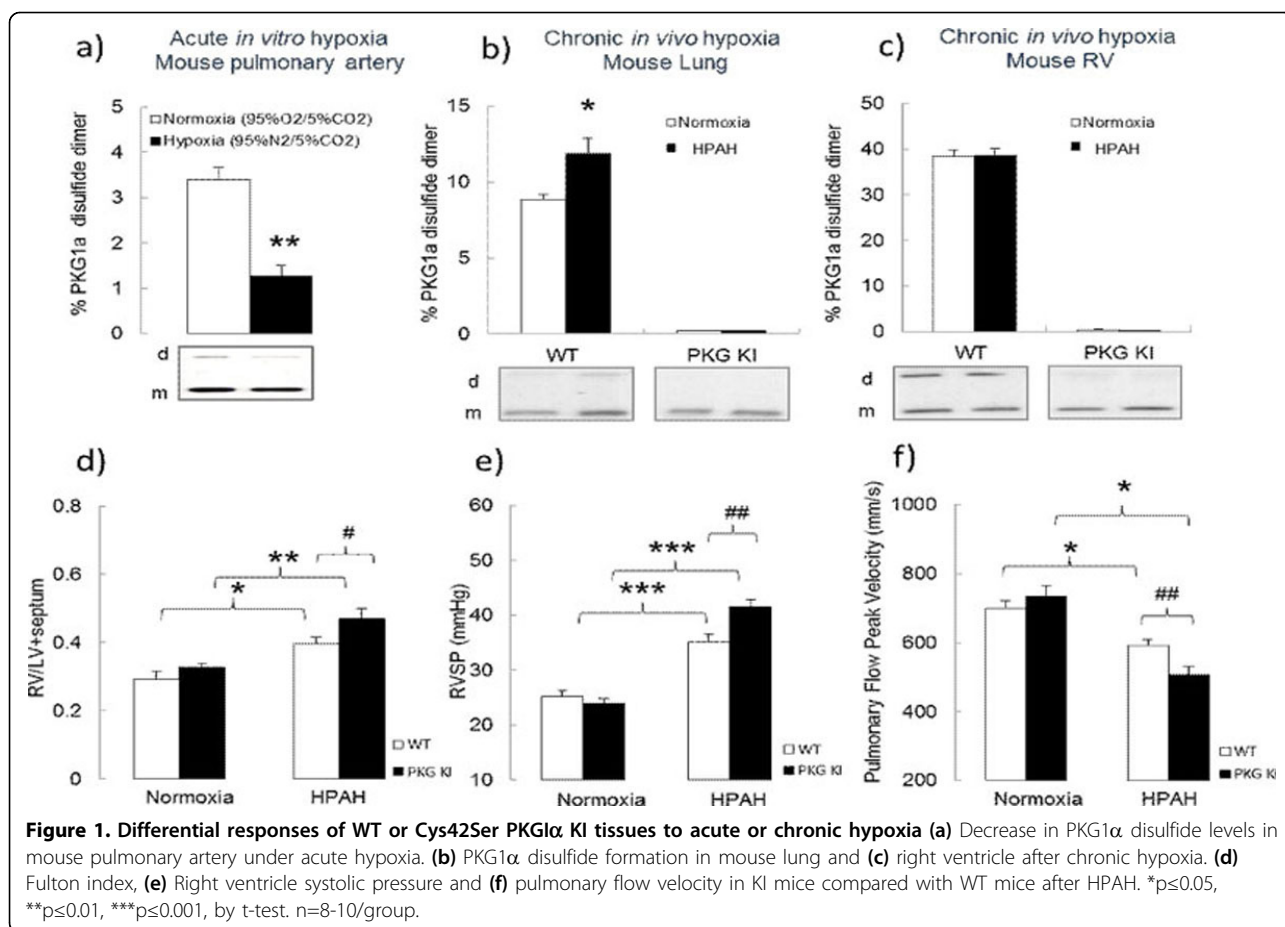 a) Acute in vitro hypoxia
Mouse pulmonary artery
% PKG1a disulfide dimer
5
4
3
2
1
0
Normoxia (95%O2/5%CO2)
Hypoxia (95%N2/5%CO2)
**
d
m
b) Chronic in vivo hypoxia
Mouse Lung
% PKG1a disulfide dimer
15
10
5
0
*
Normoxia
HPAH
WT PKG KI
d
m
c) Chronic in vivo hypoxia
Mouse RV
% PKG1a disulfide dimer
50
40
30
20
10
0
Normoxia
HPAH
WT PKG KI
d
m
d)
RV/LV+septum
0.8
0.6
0.4
0.2
0
#
**
*
WT
PKG KI
Normoxia HPAH
e)
RVSP (mmHg)
60
50
40
30
20
10
##
***
***
WT
PKG KI
Normoxia HPAH
f)
Pulmonary Flow Peak Velocity (mm/s)
1000
800
600
400
200
*
*
##
WT
PKG KI
Normoxia HPAH
Figure 1. Differential responses of WT or Cys42Ser PKGIα KI tissues to acute or chronic hypoxia (a) Decrease in PKG1α disulfide levels in
mouse pulmonary artery under acute hypoxia. (b) PKG1α disulfide formation in mouse lung and (c) right ventricle after chronic hypoxia. (d)
Fulton index, (e) Right ventricle systolic pressure and (f) pulmonary flow velocity in KI mice compared with WT mice after HPAH. *p≤0.05,
**p≤0.01, ***p≤0.001, by t-test. n=8-10/group.